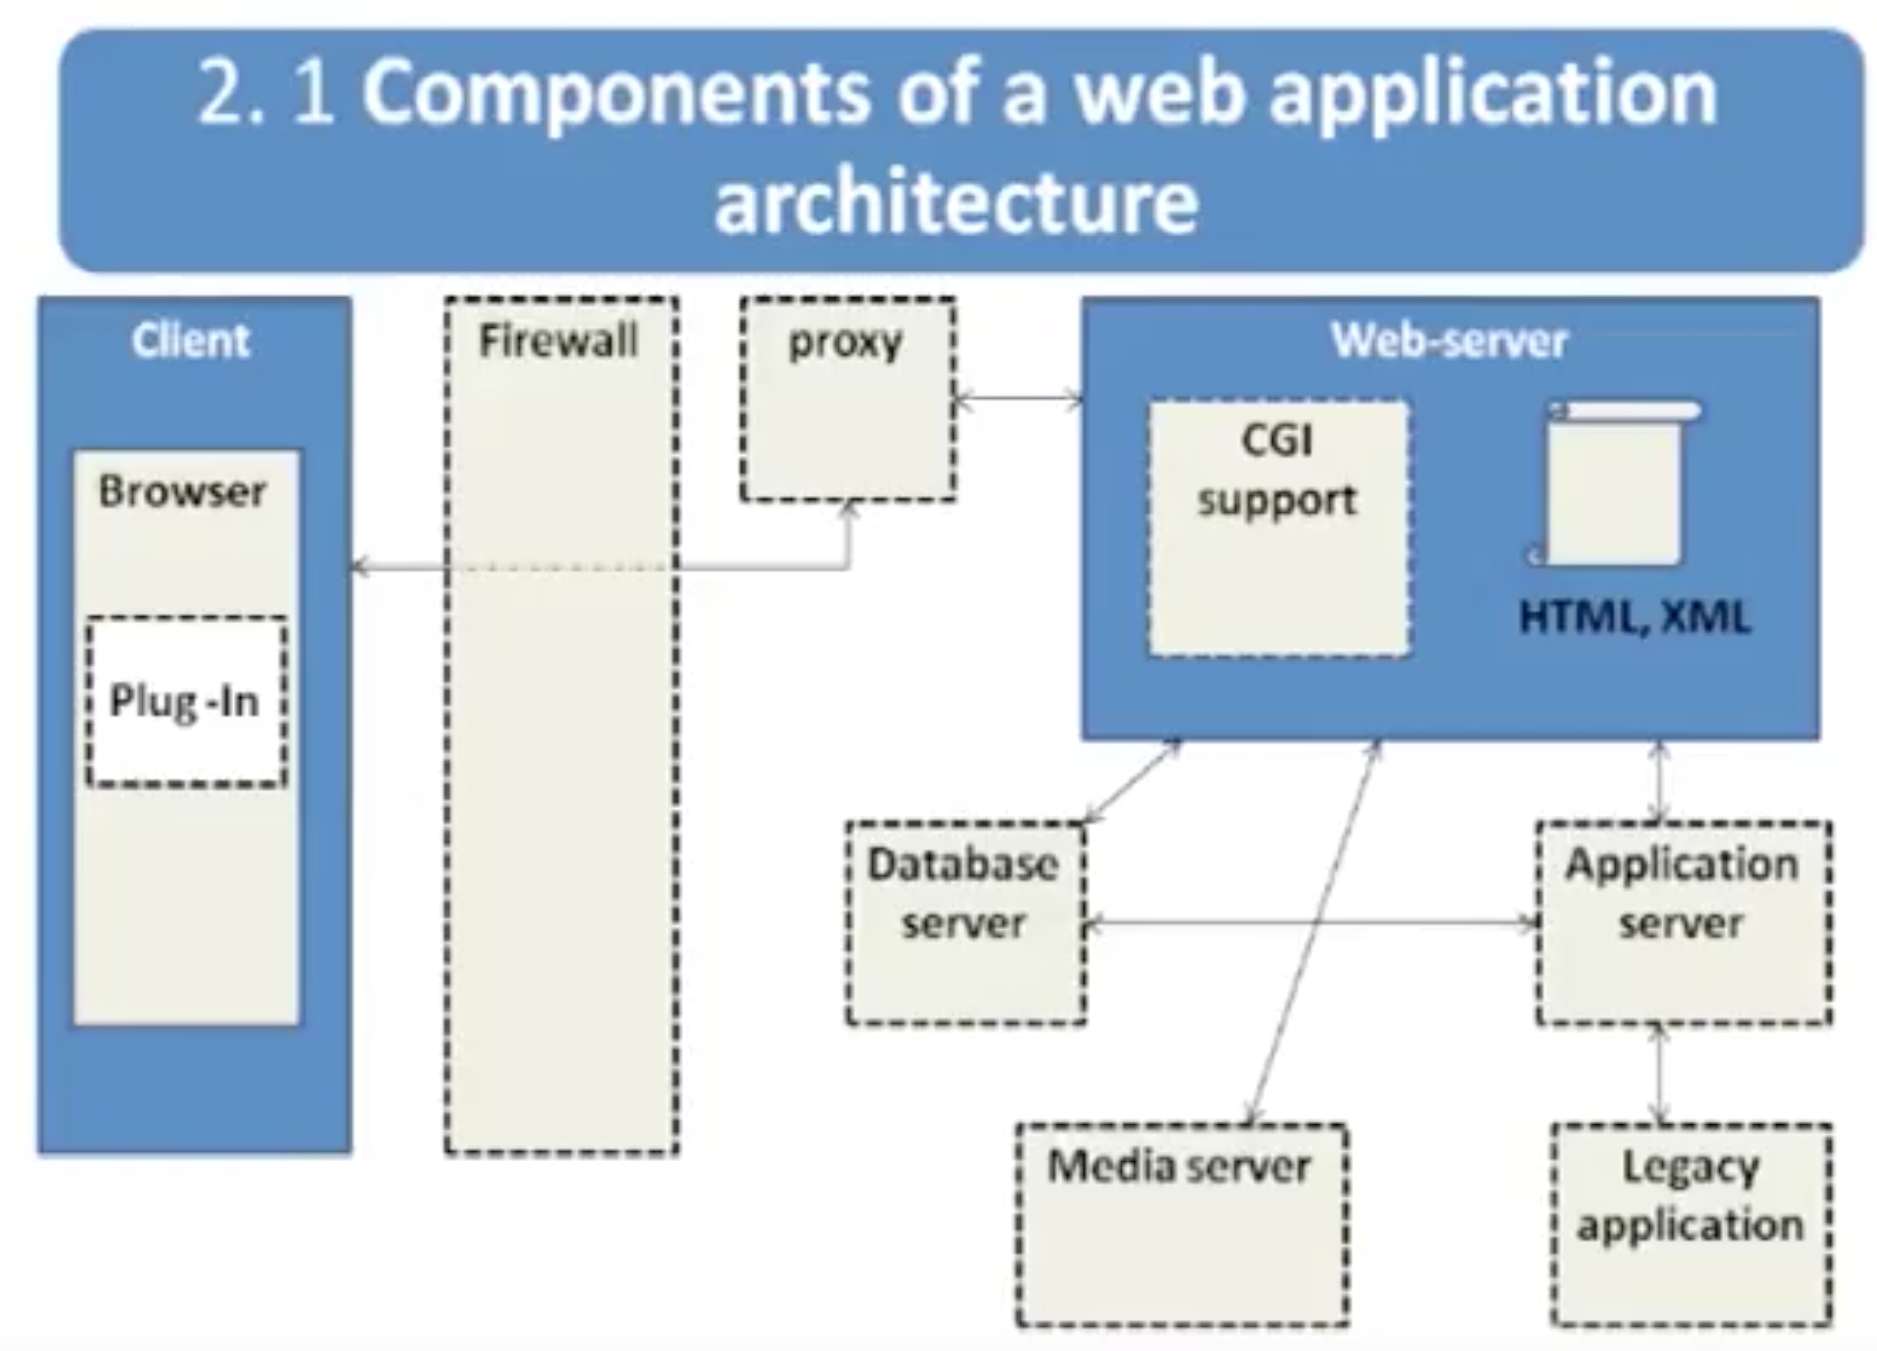 2. 1 Components of a web application
architecture
Client
Browser
Plug-In
Firewall
proxy
Web-server
CGI
support
HTML, XML
Database
server
Application
server
Media server
Legacy
application